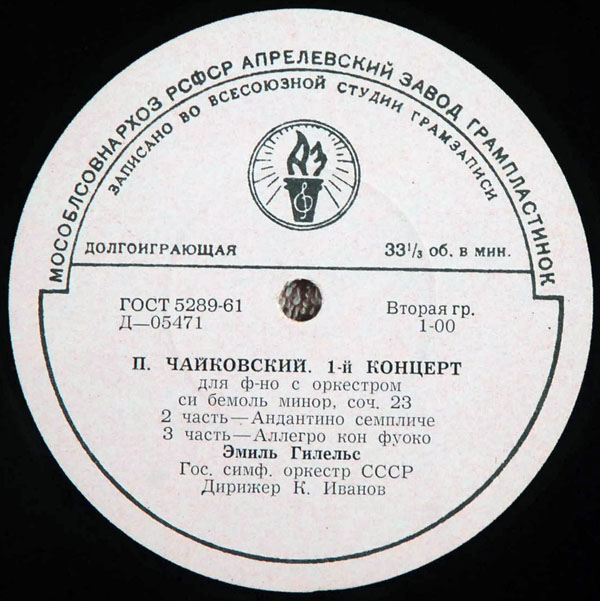 МОСОБЛСОВНАРХОЗ РСФСР АПРЕЛЕВСКИЙ ЗАВОД ГРАМПЛАСТИНОК
ЗАПИСАНО ВО ВСЕСОЮЗНОЙ СТУДИИ ГРАМЗАПИСИ
АЗ
ДОЛГОИГРАЮЩАЯ 33 1/3 об. в мин.
ГОСТ 5289-61 Вторая гр.
Д—05471 1-00
П. ЧАЙКОВСКИЙ. 1-й КОНЦЕРТ
для ф-но с оркестром
си бемоль минор, соч. 23
2 часть—Андантино семпличе
3 часть—Аллегро кон фуоко
Эмиль Гилельс
Гос. симф. оркестр СССР
Дирижер К. Иванов